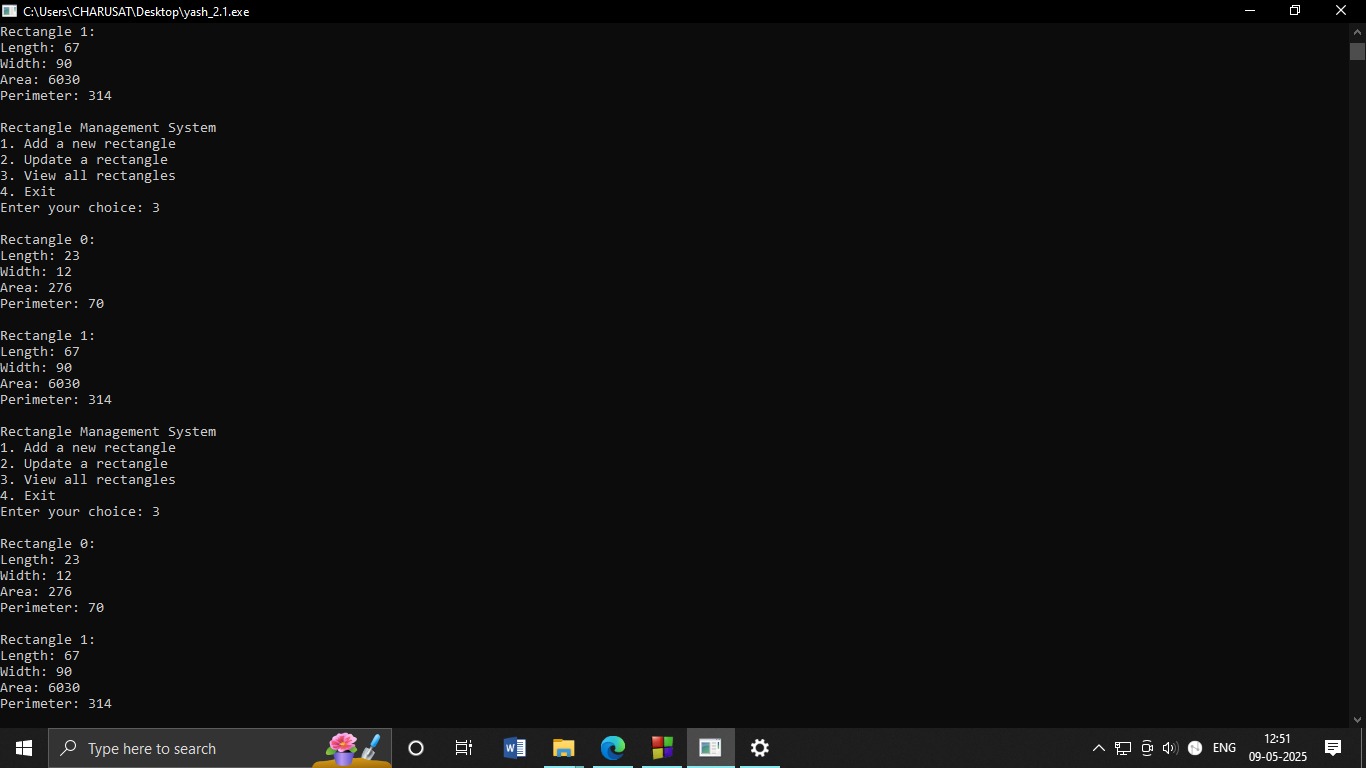 C:\Users\CHARUSAT\Desktop\yash_2.1.exe
Rectangle 1:
Length: 67
Width: 90
Area: 6030
Perimeter: 314
Rectangle Management System
1. Add a new rectangle
2. Update a rectangle
3. View all rectangles
4. Exit
Enter your choice: 3
Rectangle 0:
Length: 23
Width: 12
Area: 276
Perimeter: 70
Rectangle 1:
Length: 67
Width: 90
Area: 6030
Perimeter: 314
Rectangle Management System
1. Add a new rectangle
2. Update a rectangle
3. View all rectangles
4. Exit
Enter your choice: 3
Rectangle 0:
Length: 23
Width: 12
Area: 276
Perimeter: 70
Rectangle 1:
Length: 67
Width: 90
Area: 6030
Perimeter: 314
Type here to search
ENG
12:51
09-05-2025